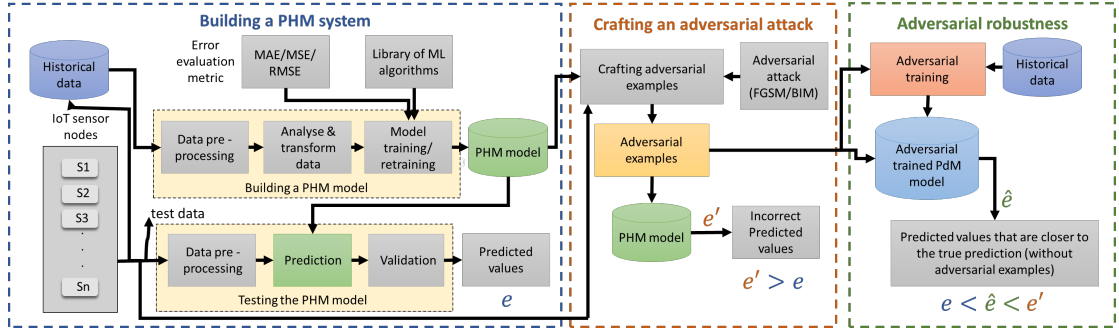 Building a PHM system
Historical
data
IoT sensor
nodes
S1
S2
S3
.
.
.
Sn
Error
evaluation
metric
MAE/MSE/
RMSE
Library of ML
algorithms
Data pre -
processing
Analyse &
transform
data
Model
training/
retraining
Building a PHM model
PHM model
test data
Data pre -
processing
Prediction
Validation
Testing the PHM model
Predicted
values
e
Crafting an adversarial attack
Crafting adversarial
examples
Adversarial
attack
(FGSM/BIM)
Adversarial
examples
PHM model
e′
Incorrect
Predicted
values
e′ > e
Adversarial robustness
Adversarial
training
Historical
data
Adversarial
trained PdM
model
ê
Predicted values that are closer to
the true prediction (without
adversarial examples)
e < ê < e′